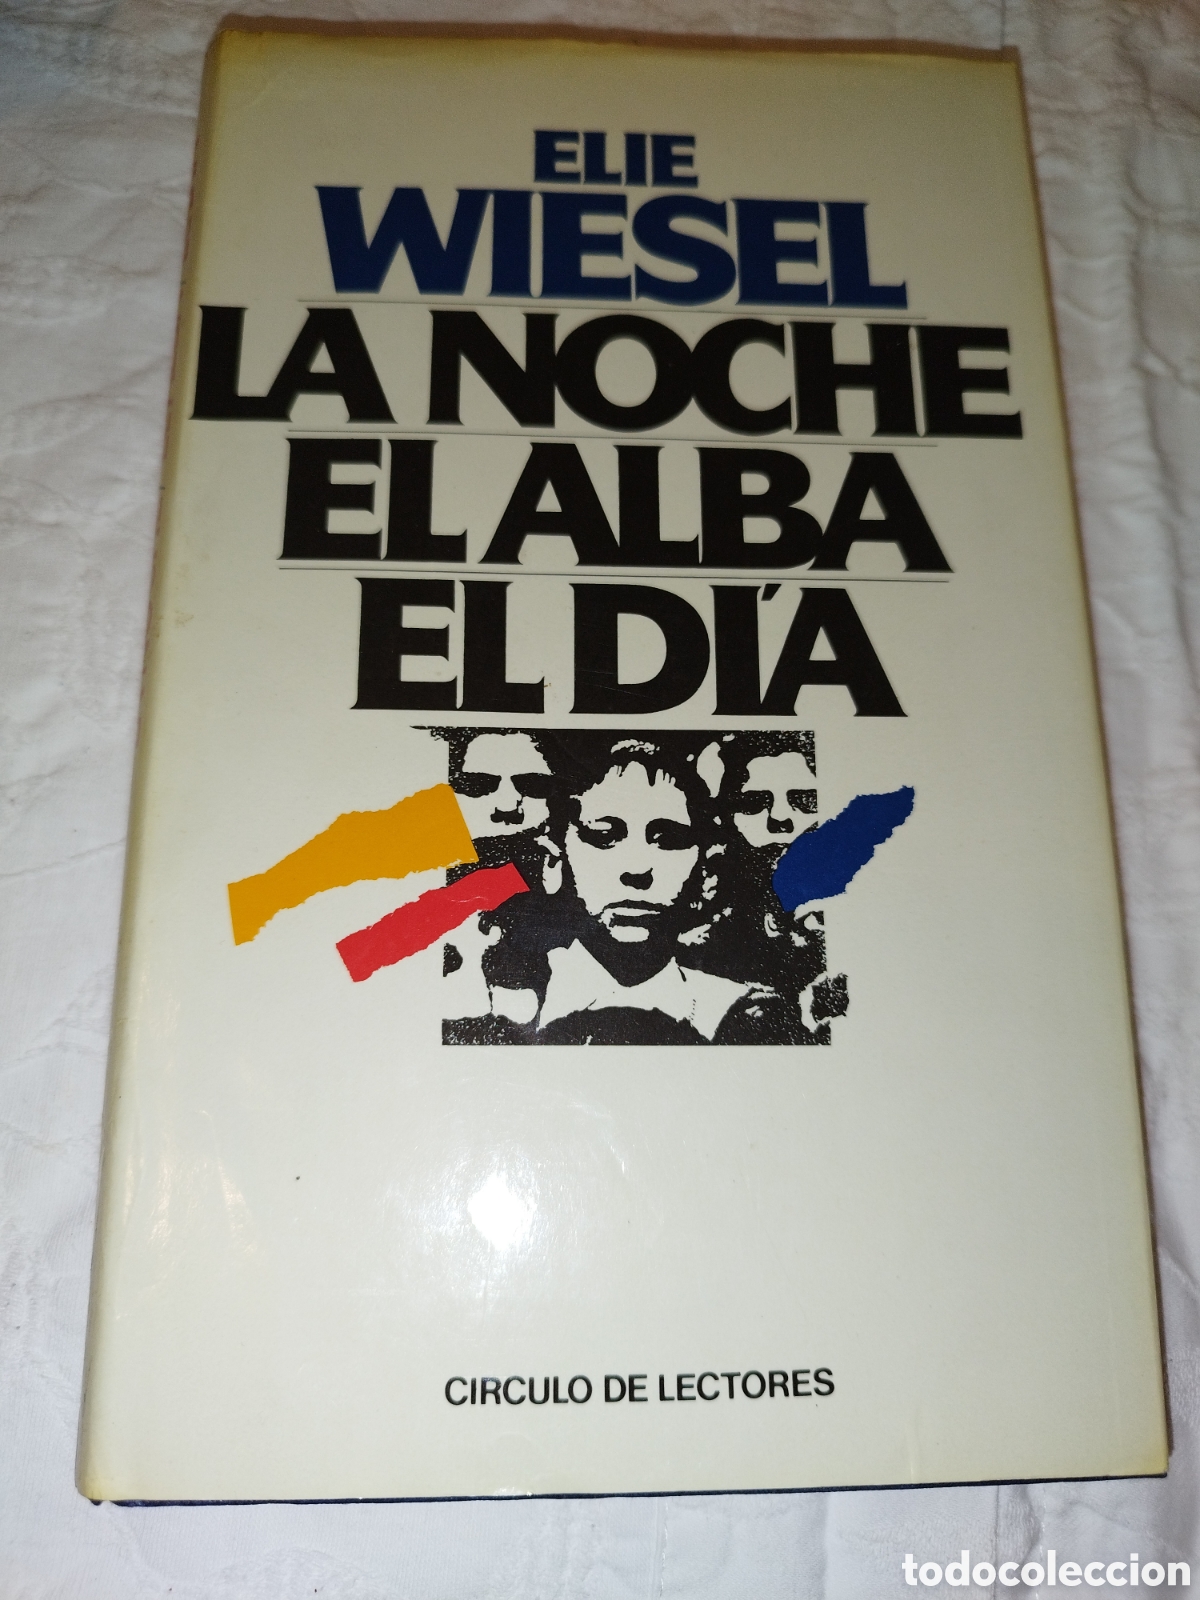 ELIE
WIESEL
LA NOCHE
EL ALBA
EL DÍA
CIRCULO DE LECTORES
todocoleccion